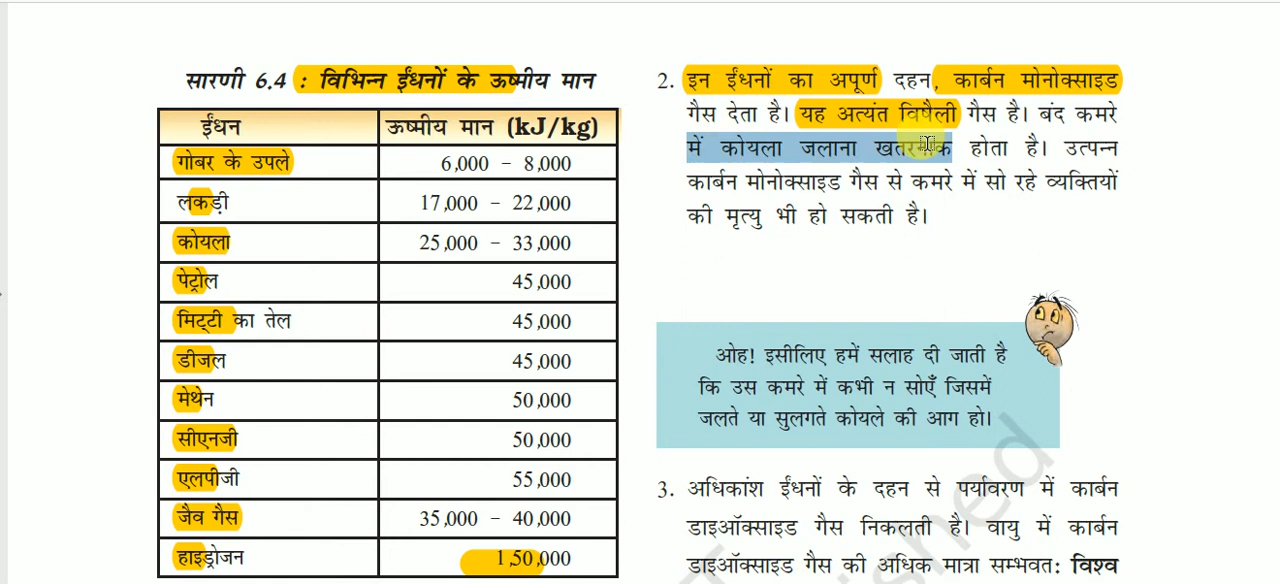 सारणी 6.4 : विभिन्न ईंधनों के ऊष्मीय मान
ईंधन ऊष्मीय मान (kJ/kg)
गोबर के उपले 6,000 – 8,000
लकड़ी 17,000 – 22,000
कोयला 25,000 – 33,000
पेट्रोल 45,000
मिट्टी का तेल 45,000
डीजल 45,000
मेथेन 50,000
सीएनजी 50,000
एलपीजी 55,000
जैव गैस 35,000 – 40,000
हाइड्रोजन 1,50,000
2. इन ईंधनों का अपूर्ण दहन, कार्बन मोनोक्साइड
गैस देता है। यह अत्यंत विषैली गैस है। बंद कमरे
में कोयला जलाना खतरनाक होता है। उत्पन्न
कार्बन मोनोक्साइड गैस से कमरे में सो रहे व्यक्तियों
की मृत्यु भी हो सकती है।
ओह! इसीलिए हमें सलाह दी जाती है
कि उस कमरे में कभी न सोएँ जिसमें
जलते या सुलगते कोयले की आग हो।
3. अधिकांश ईंधनों के दहन से पर्यावरण में कार्बन
डाइऑक्साइड गैस निकलती है। वायु में कार्बन
डाइऑक्साइड गैस की अधिक मात्रा सम्भवत: विश्व